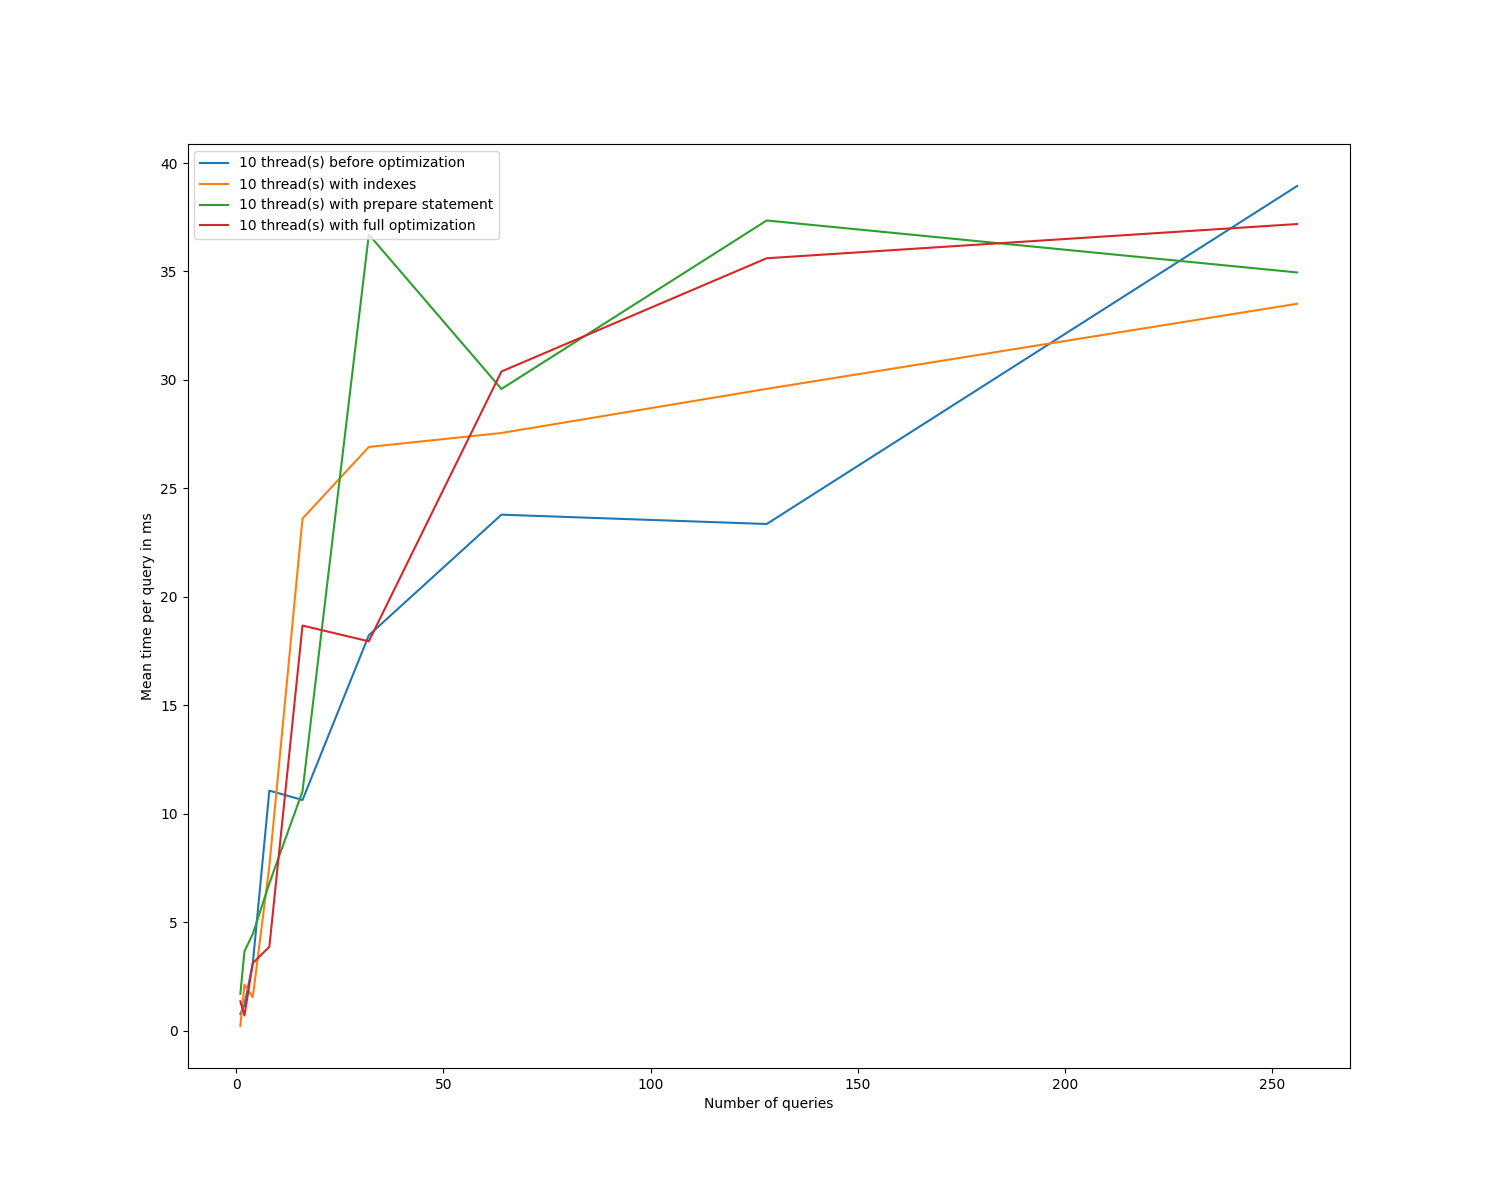 10 thread(s) before optimization
10 thread(s) with indexes
10 thread(s) with prepare statement
10 thread(s) with full optimization
40
35
30
25
20
15
10
5
0
Mean time per query in ms
0 50 100 150 200 250
Number of queries